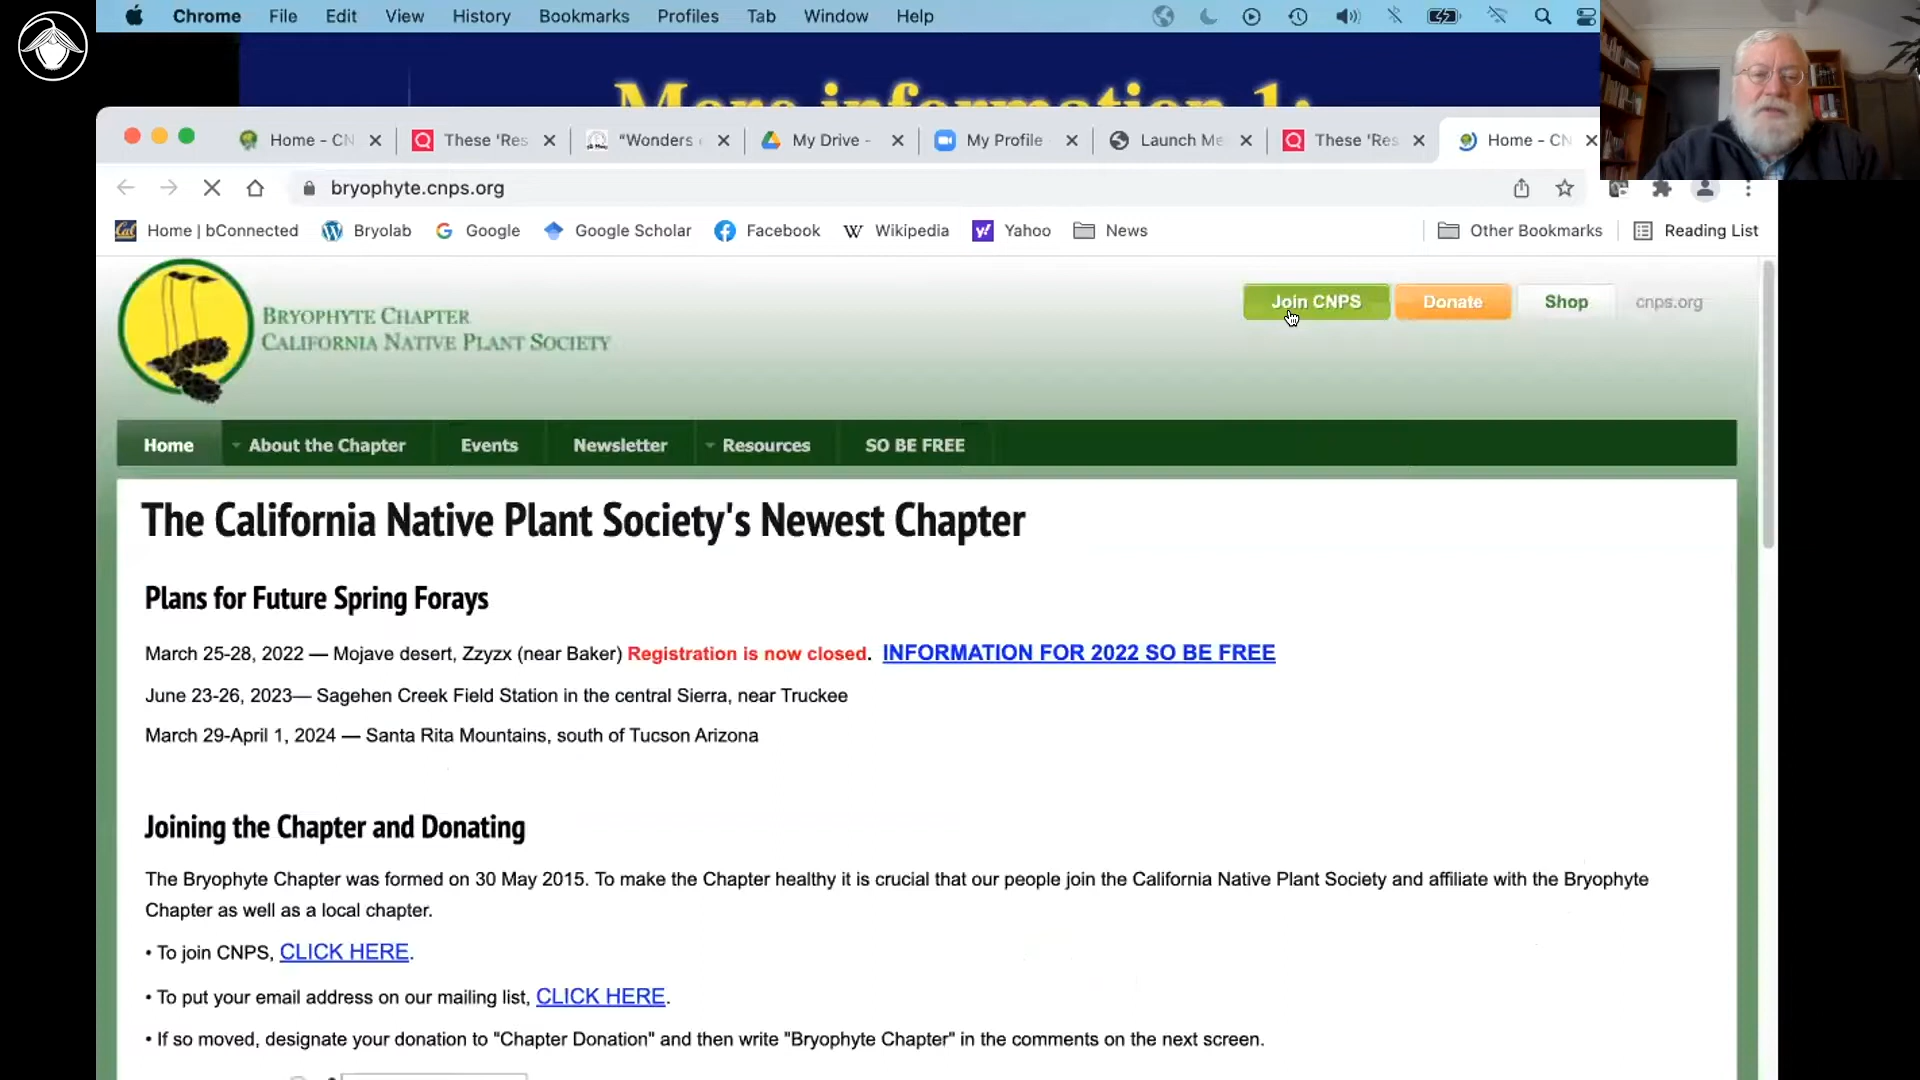 Chrome File Edit View History Bookmarks Profiles Tab Window Help
More information 1:
Home - CN These 'Res "Wonders My Drive - My Profile Launch Me These 'Res Home - CN
bryophyte.cnps.org
Home | bConnected Bryolab Google Google Scholar Facebook Wikipedia Yahoo News Other Bookmarks Reading List
Join CNPS Donate Shop cnps.org
BRYOPHYTE CHAPTER
CALIFORNIA NATIVE PLANT SOCIETY
Home About the Chapter Events Newsletter Resources SO BE FREE
The California Native Plant Society's Newest Chapter
Plans for Future Spring Forays
March 25-28, 2022 — Mojave desert, Zzyzx (near Baker) Registration is now closed. INFORMATION FOR 2022 SO BE FREE
June 23-26, 2023— Sagehen Creek Field Station in the central Sierra, near Truckee
March 29-April 1, 2024 — Santa Rita Mountains, south of Tucson Arizona
Joining the Chapter and Donating
The Bryophyte Chapter was formed on 30 May 2015. To make the Chapter healthy it is crucial that our people join the California Native Plant Society and affiliate with the Bryophyte
Chapter as well as a local chapter.
• To join CNPS, CLICK HERE.
• To put your email address on our mailing list, CLICK HERE.
• If so moved, designate your donation to "Chapter Donation" and then write "Bryophyte Chapter" in the comments on the next screen.